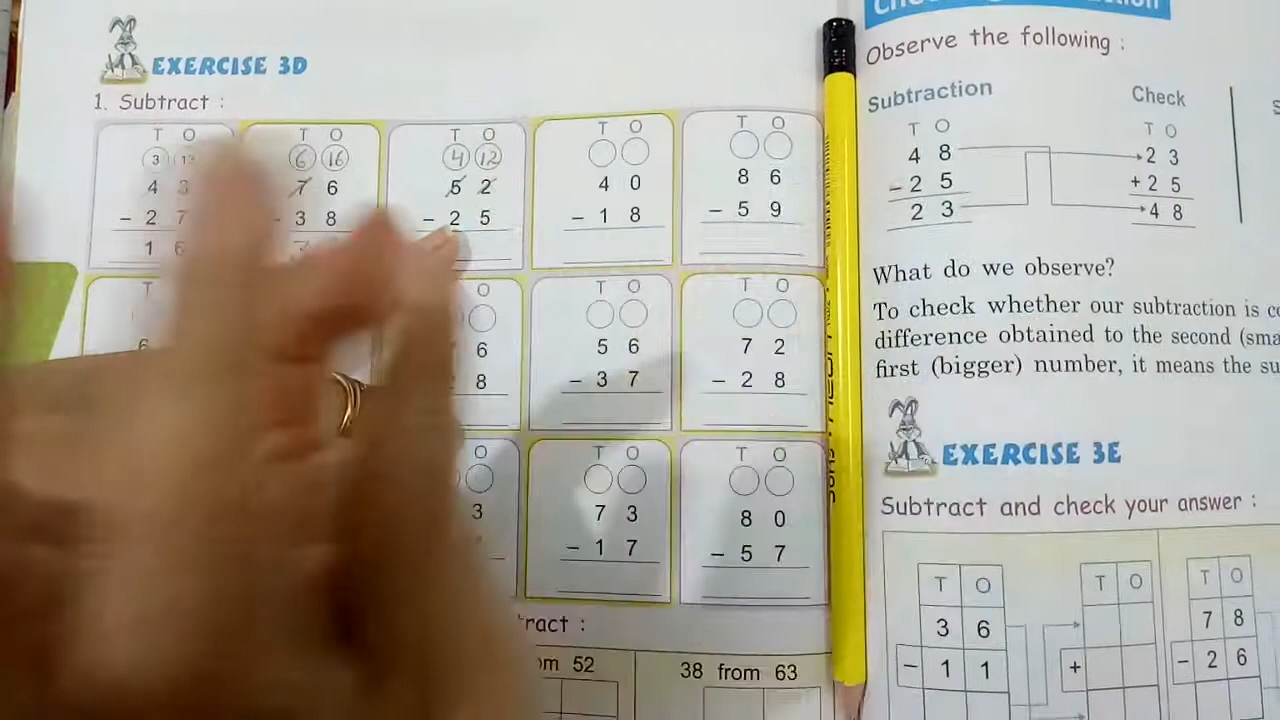 EXERCISE 3D
1. Subtract :
T O
3 13
4 3
- 2 7
1 6
T O
6 16
7 6
- 3 8
T O
4 12
5 2
- 2 5
T O
4 0
- 1 8
T O
8 6
- 5 9
T
6
O
6
8
T O
5 6
- 3 7
T O
7 2
- 2 8
O
3
T O
7 3
- 1 7
T O
8 0
- 5 7
52
38 from 63
Observe the following :
Subtraction
T O
4 8
- 2 5
2 3
Check
T O
2 3
+ 2 5
4 8
What do we observe?
To check whether our subtraction is
difference obtained to the second
first (bigger) number, it means the
EXERCISE 3E
Subtract and check your answer :
T O
3 6
- 1 1
T O
+
T O
7 8
- 2 6